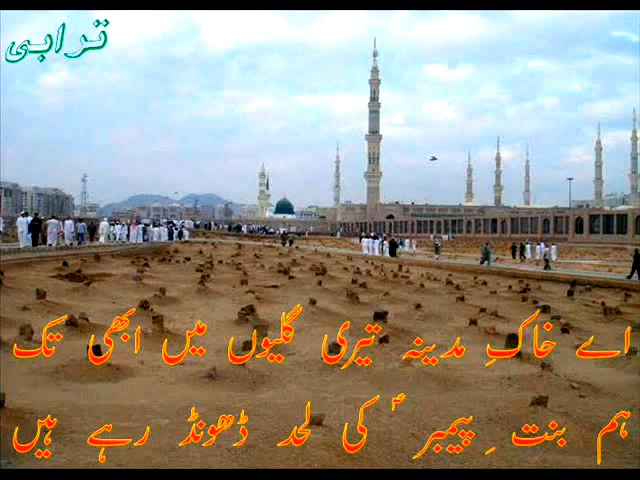 ترابی
اے خاکِ مدینہ تیری گلیوں میں ابھی تک
ہم بنت ِپیمبر ؐ کی لحد ڈھونڈ رہے ہیں